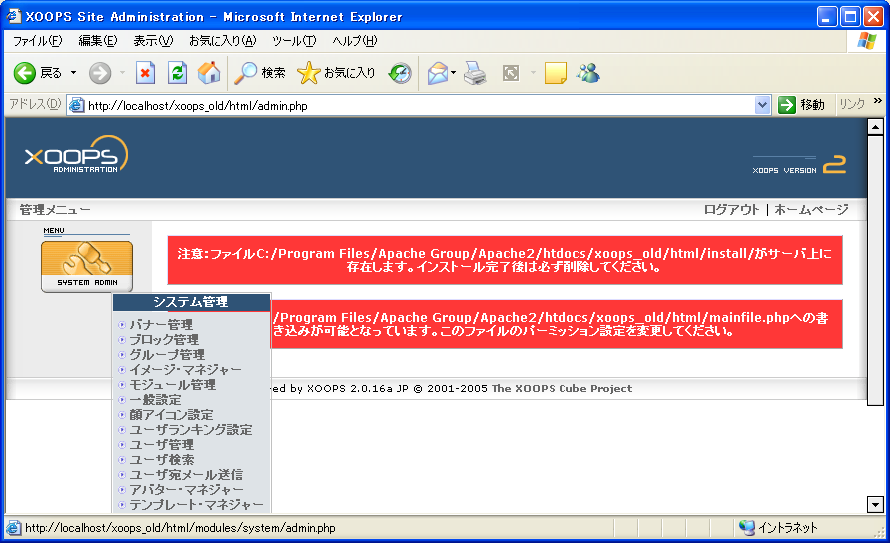 XOOPS Site Administration - Microsoft Internet Explorer
ファイル(F) 編集(E) 表示(V) お気に入り(A) ツール(T) ヘルプ(H)
戻る 検索 お気に入り
アドレス(D) http://localhost/xoops_old/html/admin.php 移動 リンク »
XOOPS
ADMINISTRATION
XOOPS VERSION 2
管理メニュー ログアウト | ホームページ
MENU
SYSTEM ADMIN
注意：ファイルC:/Program Files/Apache Group/Apache2/htdocs/xoops_old/html/install/がサーバ上に
存在します。インストール完了後は必ず削除してください。
システム管理
/Program Files/Apache Group/Apache2/htdocs/xoops_old/html/mainfile.phpへの書
き込みが可能となっています。このファイルのパーミッション設定を変更してください。
バナー管理
ブロック管理
グループ管理
イメージ・マネジャー
モジュール管理
ed by XOOPS 2.0.16a JP © 2001-2005 The XOOPS Cube Project
一般設定
顔アイコン設定
ユーザランキング設定
ユーザ管理
ユーザ検索
ユーザ宛メール送信
アバター・マネジャー
テンプレート・マネジャー
http://localhost/xoops_old/html/modules/system/admin.php イントラネット